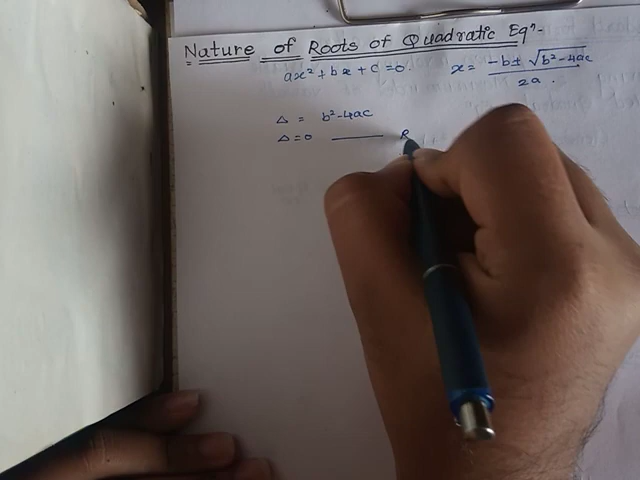 Nature of Roots of Quadratic Eqn-
ax² + bx + c = 0. x = -b ± √b²-4ac / 2a.
Δ = b²-4ac
Δ = 0 —— R